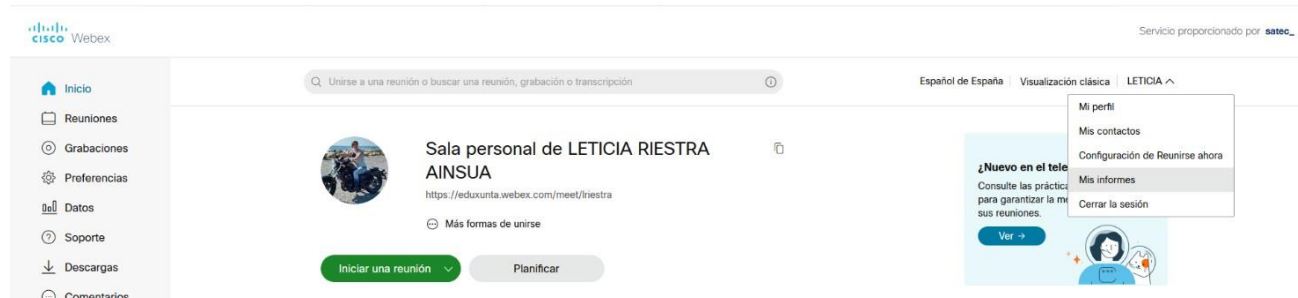 CISCO Webex
Servicio proporcionado por satec_
Inicio
Reuniones
Grabaciones
Preferencias
Datos
Soporte
Descargas
Comentarios
Unirse a una reunión o buscar una reunión, grabación o transcripción
Español de España
Visualización clásica
LETICIA
Mi perfil
Mis contactos
Configuración de Reunirse ahora
Mis informes
Cerrar la sesión
Sala personal de LETICIA RIESTRA
AINSUA
https://eduxunta.webex.com/meet/lriestra
Más formas de unirse
Iniciar una reunión
Planificar
¿Nuevo en el tele
Consulte las práctica
para garantizar la me
sus reuniones.
Ver →